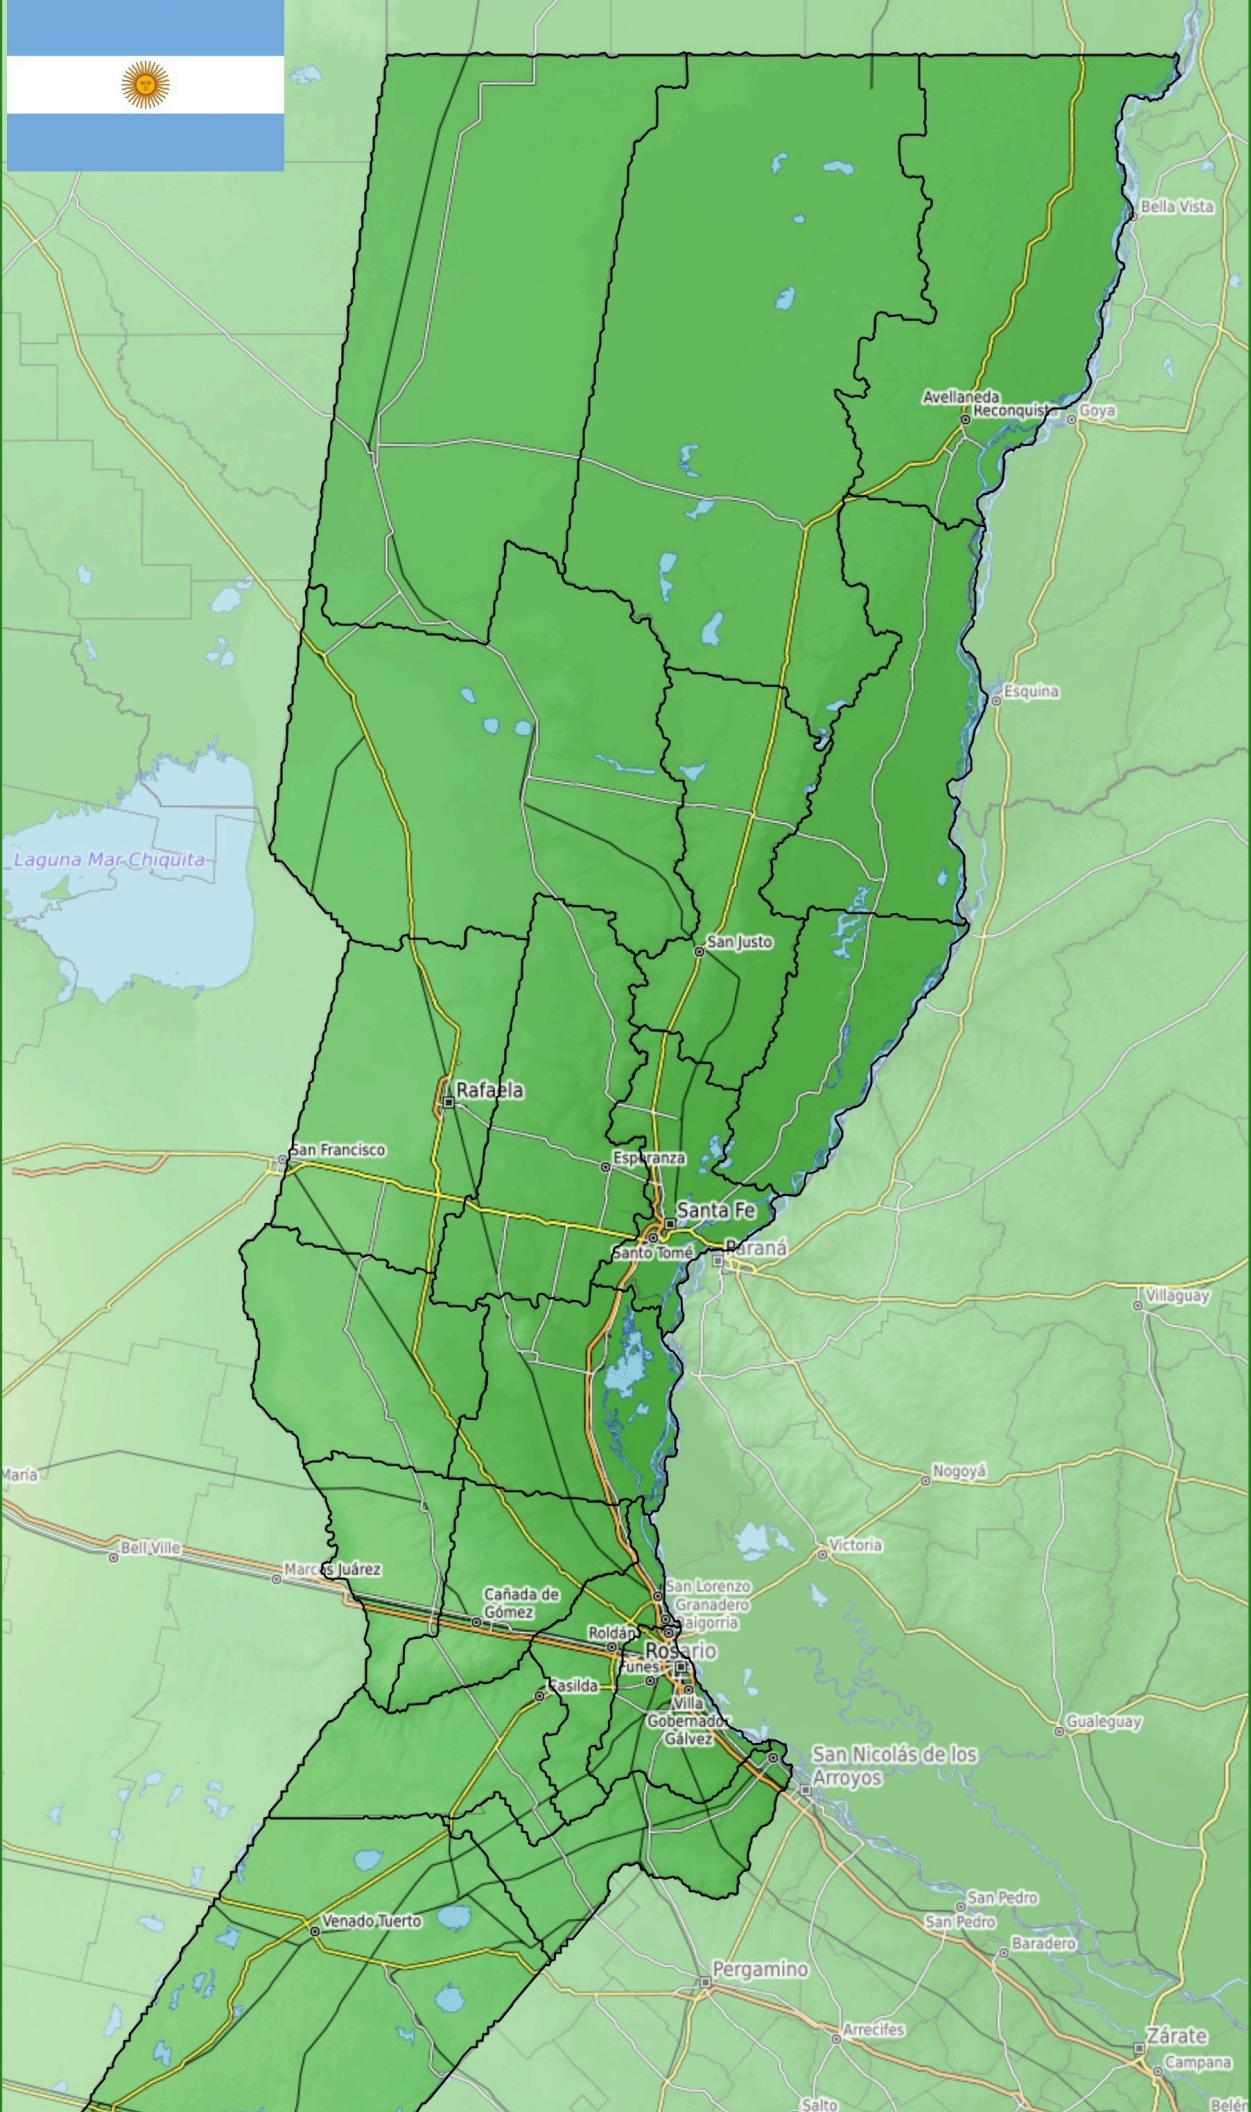 Bella Vista
Avellaneda
Reconquista
Goya
Esquina
Laguna Mar Chiquita
San Justo
Rafaela
San Francisco
Esperanza
Santa Fe
Santo Tomé
Paraná
Villaguay
María
Nogoyá
Bell Ville
Victoria
Marcos Juárez
San Lorenzo
Cañada de
Gómez
Granadero
Baigorria
Roldán
Rosario
Funes
Casilda
Villa
Gobernador
Gálvez
Gualeguay
San Nicolás de los
Arroyos
San Pedro
Venado Tuerto
San Pedro
Baradero
Pergamino
Arrecifes
Zárate
Campana
Salto
Belén